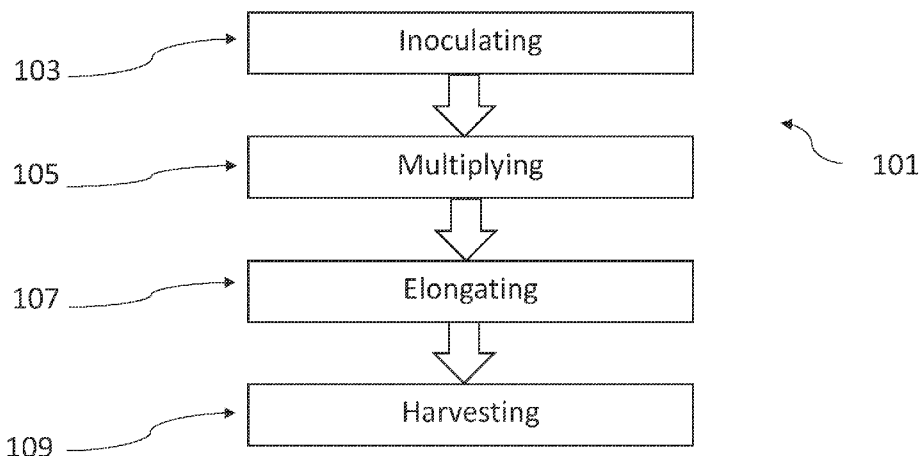 Inoculating
103
Multiplying
105
101
Elongating
107
Harvesting
109